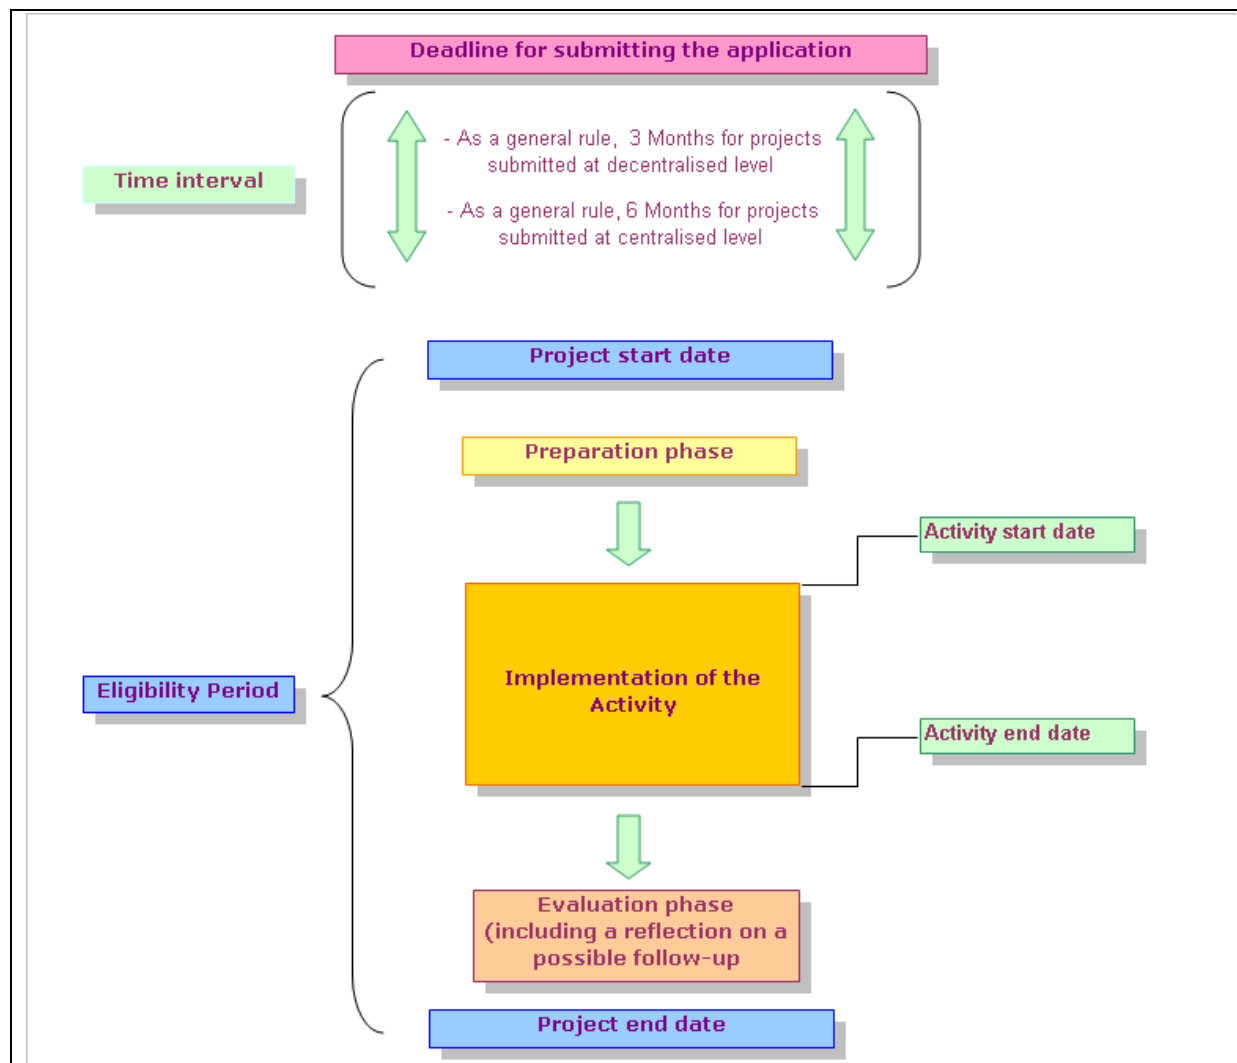 Deadline for submitting the application
- As a general rule, 3 Months for projects
submitted at decentralised level
Time interval
- As a general rule, 6 Months for projects
submitted at centralised level
Project start date
Preparation phase
Activity start date
Implementation of the
Activity
Eligibility Period
Activity end date
Evaluation phase
(including a reflection on a
possible follow-up
Project end date